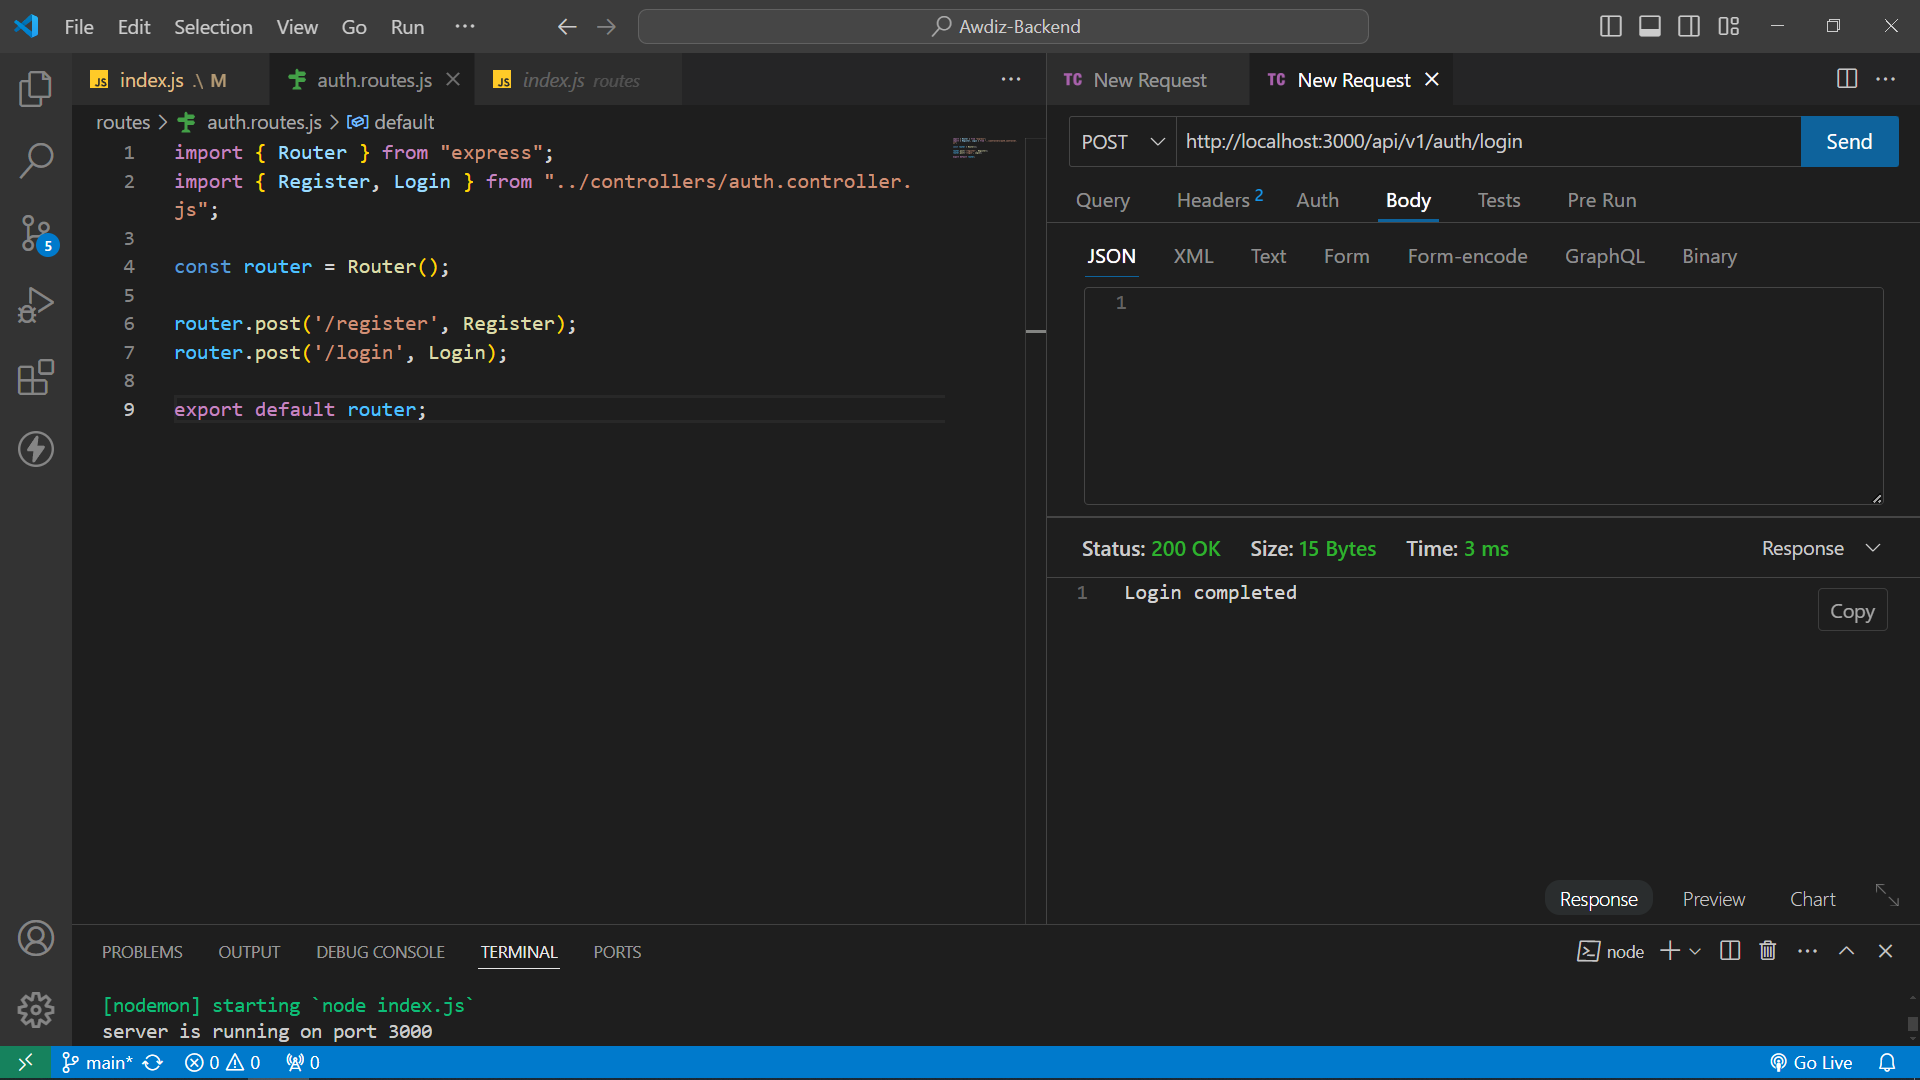 File Edit Selection View Go Run ··· Awdiz-Backend
JS index.js .\ M auth.routes.js JS index.js routes ···
TC New Request TC New Request ···
routes > auth.routes.js > default
1 import { Router } from "express";
2 import { Register, Login } from "../controllers/auth.controller.
js";
3
4 const router = Router();
5
6 router.post('/register', Register);
7 router.post('/login', Login);
8
9 export default router;
POST http://localhost:3000/api/v1/auth/login Send
Query Headers 2 Auth Body Tests Pre Run
JSON XML Text Form Form-encode GraphQL Binary
1
Status: 200 OK Size: 15 Bytes Time: 3 ms Response
1 Login completed
Copy
Response Preview Chart
5
PROBLEMS OUTPUT DEBUG CONSOLE TERMINAL PORTS node ···
[nodemon] starting `node index.js`
server is running on port 3000
main* 0 0 0 Go Live